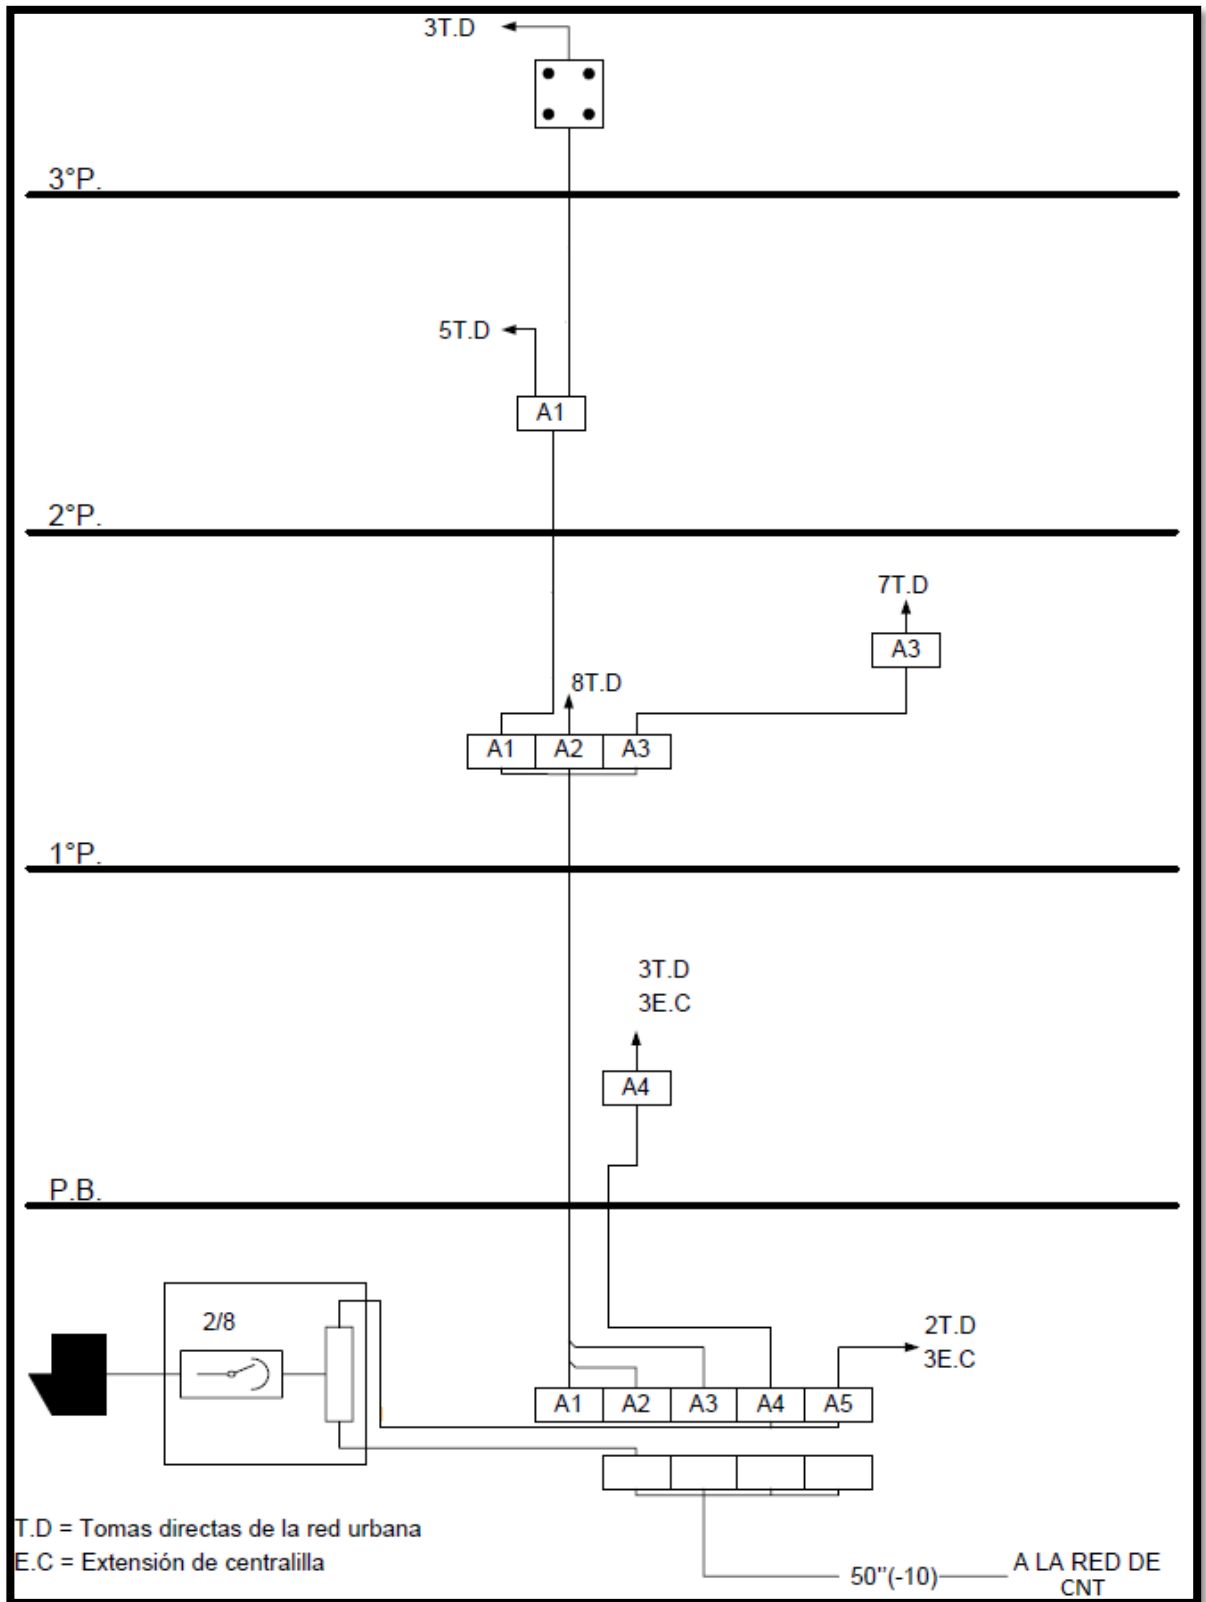 3T.D
3°P.
5T.D
A1
2°P.
7T.D
A3
8T.D
A1 A2 A3
1°P.
3T.D
3E.C
A4
P.B.
2/8
2T.D
3E.C
A1 A2 A3 A4 A5
T.D = Tomas directas de la red urbana
E.C = Extensión de centralilla
50"(-10)
A LA RED DE
CNT